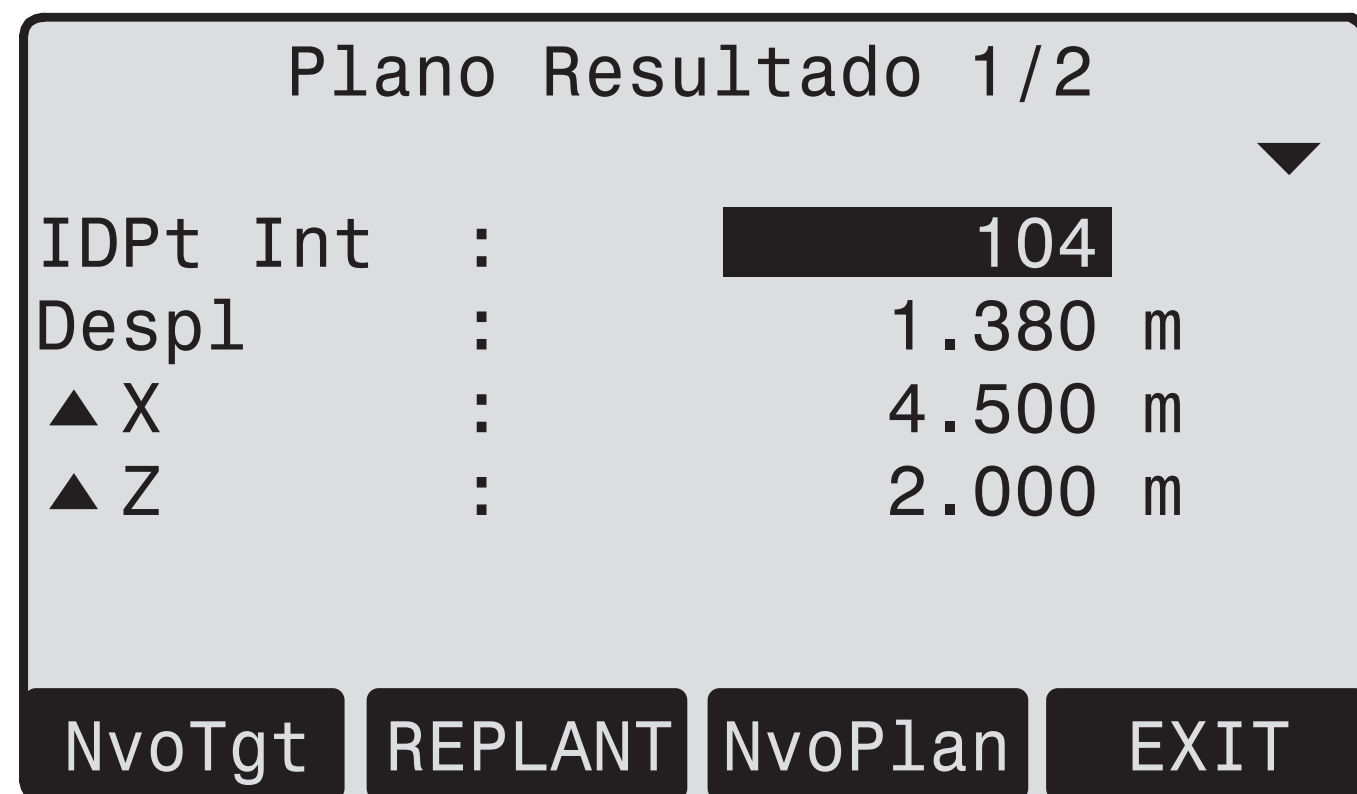 Plano Resultado 1/2
IDPt Int : 104
Despl : 1.380 m
▲ X : 4.500 m
▲ Z : 2.000 m
NvoTgt REPLANT NvoPlan EXIT